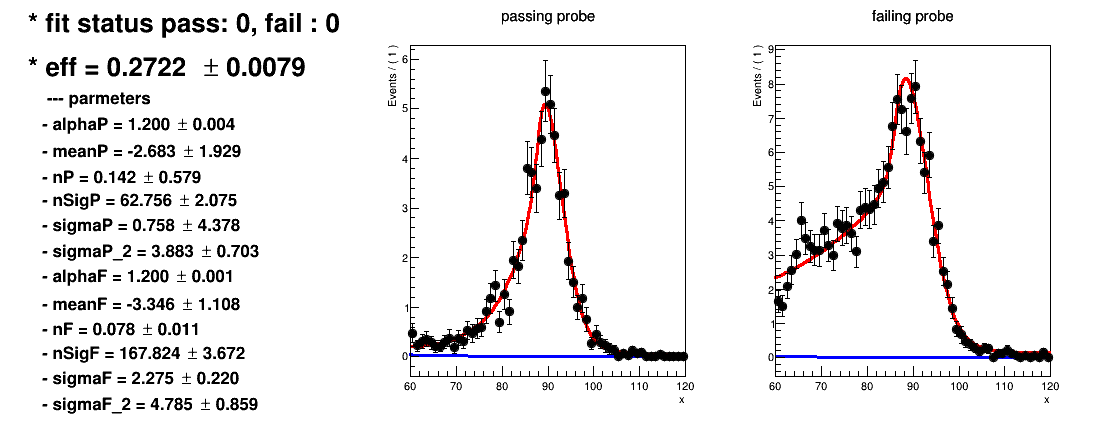 * fit status pass: 0, fail : 0
* eff = 0.2722 ± 0.0079
--- parmeters
- alphaP = 1.200 ± 0.004
- meanP = -2.683 ± 1.929
- nP = 0.142 ± 0.579
- nSigP = 62.756 ± 2.075
- sigmaP = 0.758 ± 4.378
- sigmaP_2 = 3.883 ± 0.703
- alphaF = 1.200 ± 0.001
- meanF = -3.346 ± 1.108
- nF = 0.078 ± 0.011
- nSigF = 167.824 ± 3.672
- sigmaF = 2.275 ± 0.220
- sigmaF_2 = 4.785 ± 0.859
passing probe
Events / ( 1 )
6
5
4
3
2
1
0
60 70 80 90 100 110 120
x
failing probe
Events / ( 1 )
9
8
7
6
5
4
3
2
1
0
60 70 80 90 100 110 120
x